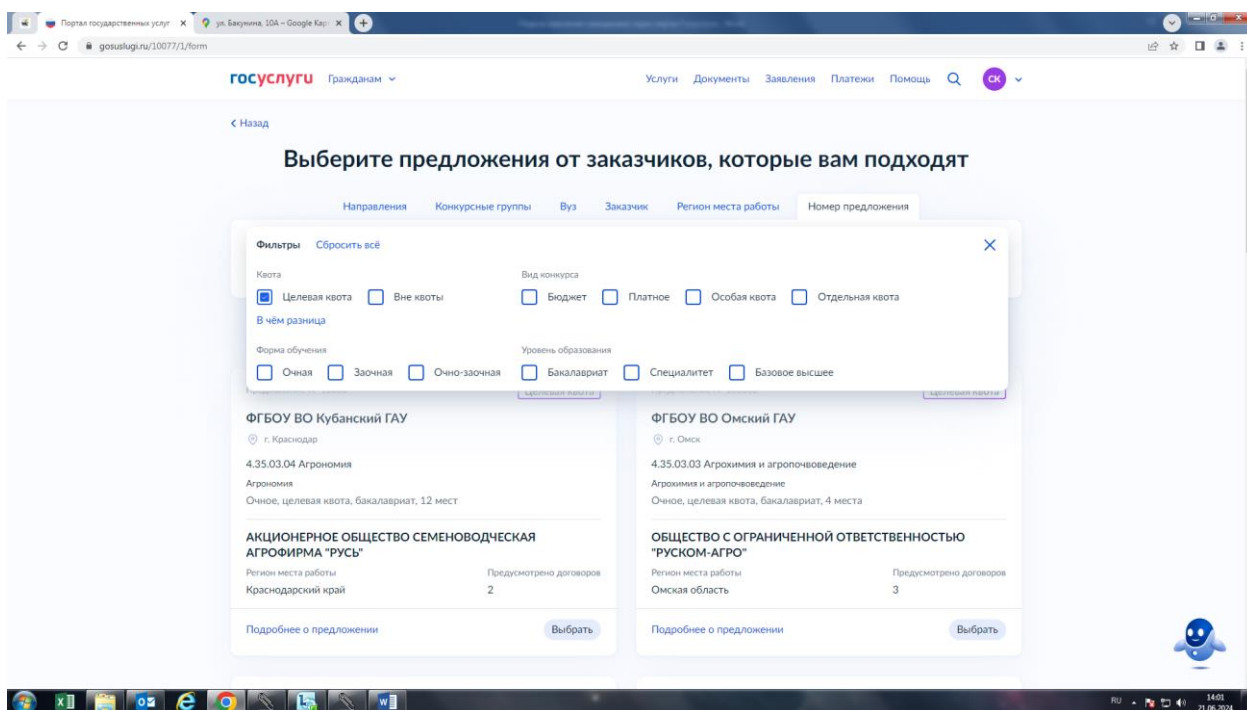 Портал государственных услуг
ул. Бакунина, 10А – Google Кар
gosuslugi.ru/10077/1/form
госуслуги Гражданам Услуги Документы Заявления Платежи Помощь СК
Назад
Выберите предложения от заказчиков, которые вам подходят
Направления Конкурсные группы Вуз Заказчик Регион места работы Номер предложения
Фильтры Сбросить всё
Квота Вид конкурса
Целевая квота Вне квоты Бюджет Платное Особая квота Отдельная квота
В чём разница
Форма обучения Уровень образования
Очная Заочная Очно-заочная Бакалавриат Специалитет Базовое высшее
Целевая квота Целевая квота
ФГБОУ ВО Кубанский ГАУ
г. Краснодар
4.35.03.04 Агрономия
Агрономия
Очное, целевая квота, бакалавриат, 12 мест
АКЦИОНЕРНОЕ ОБЩЕСТВО СЕМЕНОВОДЧЕСКАЯ
АГРОФИРМА "РУСЬ"
Регион места работы Предусмотрено договоров
Краснодарский край 2
Подробнее о предложении Выбрать
ФГБОУ ВО Омский ГАУ
г. Омск
4.35.03.03 Агрохимия и агропочвоведение
Агрохимия и агропочвоведение
Очное, целевая квота, бакалавриат, 4 места
ОБЩЕСТВО С ОГРАНИЧЕННОЙ ОТВЕТСТВЕННОСТЬЮ
"РУСКОМ-АГРО"
Регион места работы Предусмотрено договоров
Омская область 3
Подробнее о предложении Выбрать
RU 14:01
21.06.2024